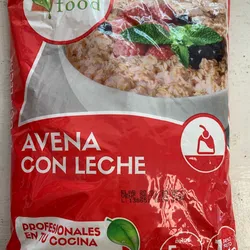 food
AVENA
CON LECHE
PROFESIONALES
EN TU COCINA